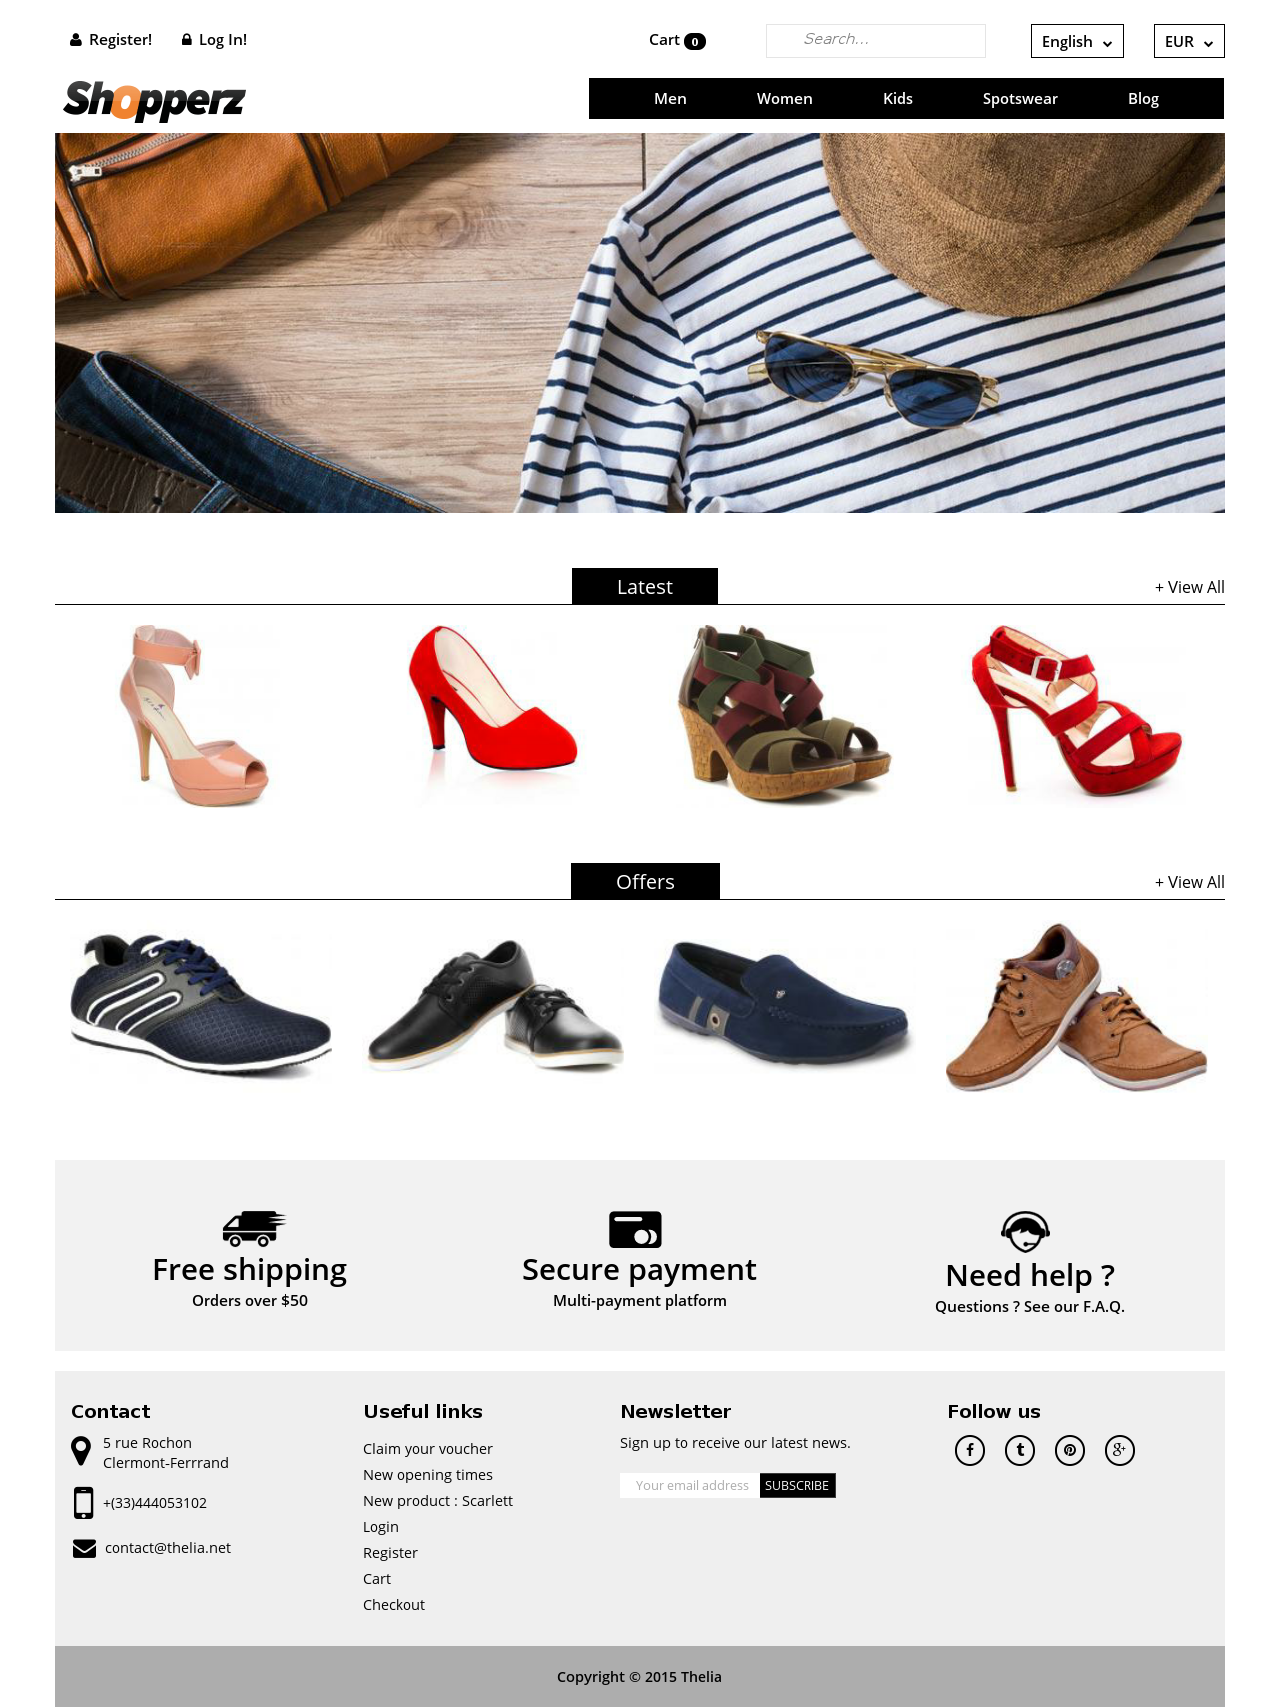 Register!
Log In!
Cart 0
Search...
English
EUR
Shopperz
Men
Women
Kids
Spotswear
Blog
Latest
+ View All
Offers
+ View All
Free shipping
Orders over $50
Secure payment
Multi-payment platform
Need help ?
Questions ? See our F.A.Q.
Contact
5 rue Rochon
Clermont-Ferrrand
+(33)444053102
contact@thelia.net
Useful links
Claim your voucher
New opening times
New product : Scarlett
Login
Register
Cart
Checkout
Newsletter
Sign up to receive our latest news.
Your email address
SUBSCRIBE
Follow us
Copyright © 2015 Thelia